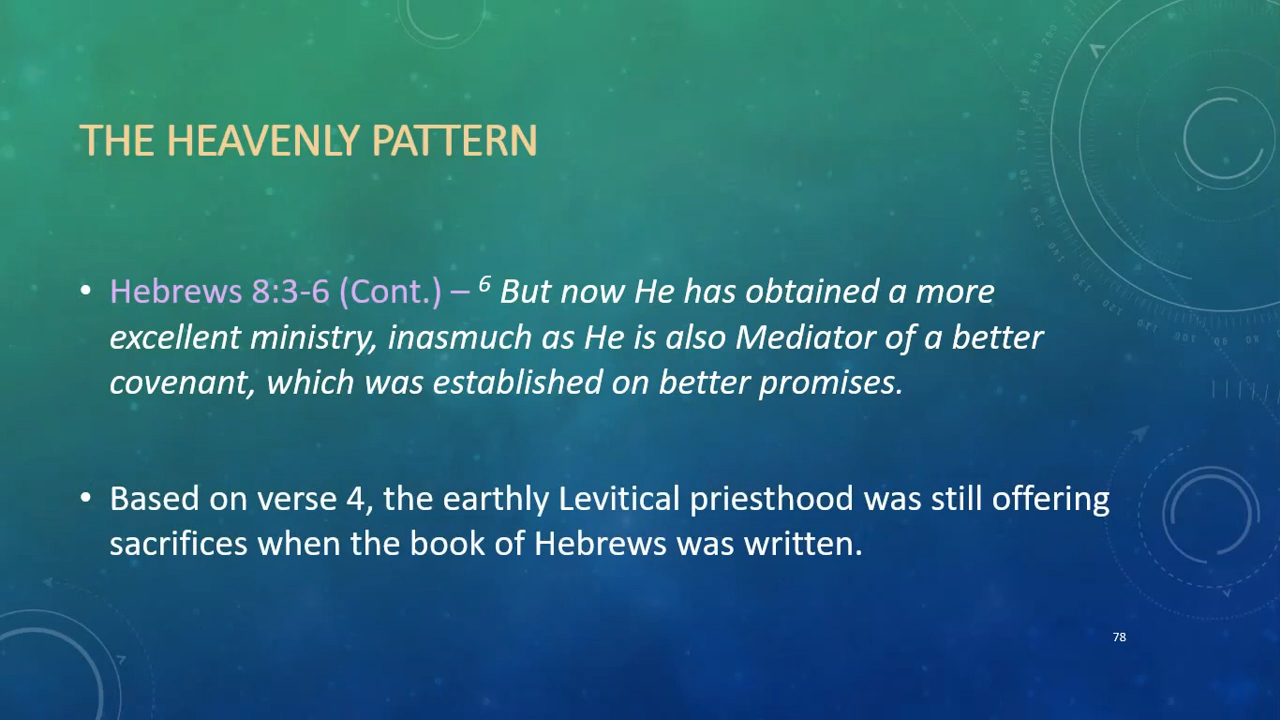 THE HEAVENLY PATTERN
• Hebrews 8:3-6 (Cont.) – 6 But now He has obtained a more
excellent ministry, inasmuch as He is also Mediator of a better
covenant, which was established on better promises.
• Based on verse 4, the earthly Levitical priesthood was still offering
sacrifices when the book of Hebrews was written.
78